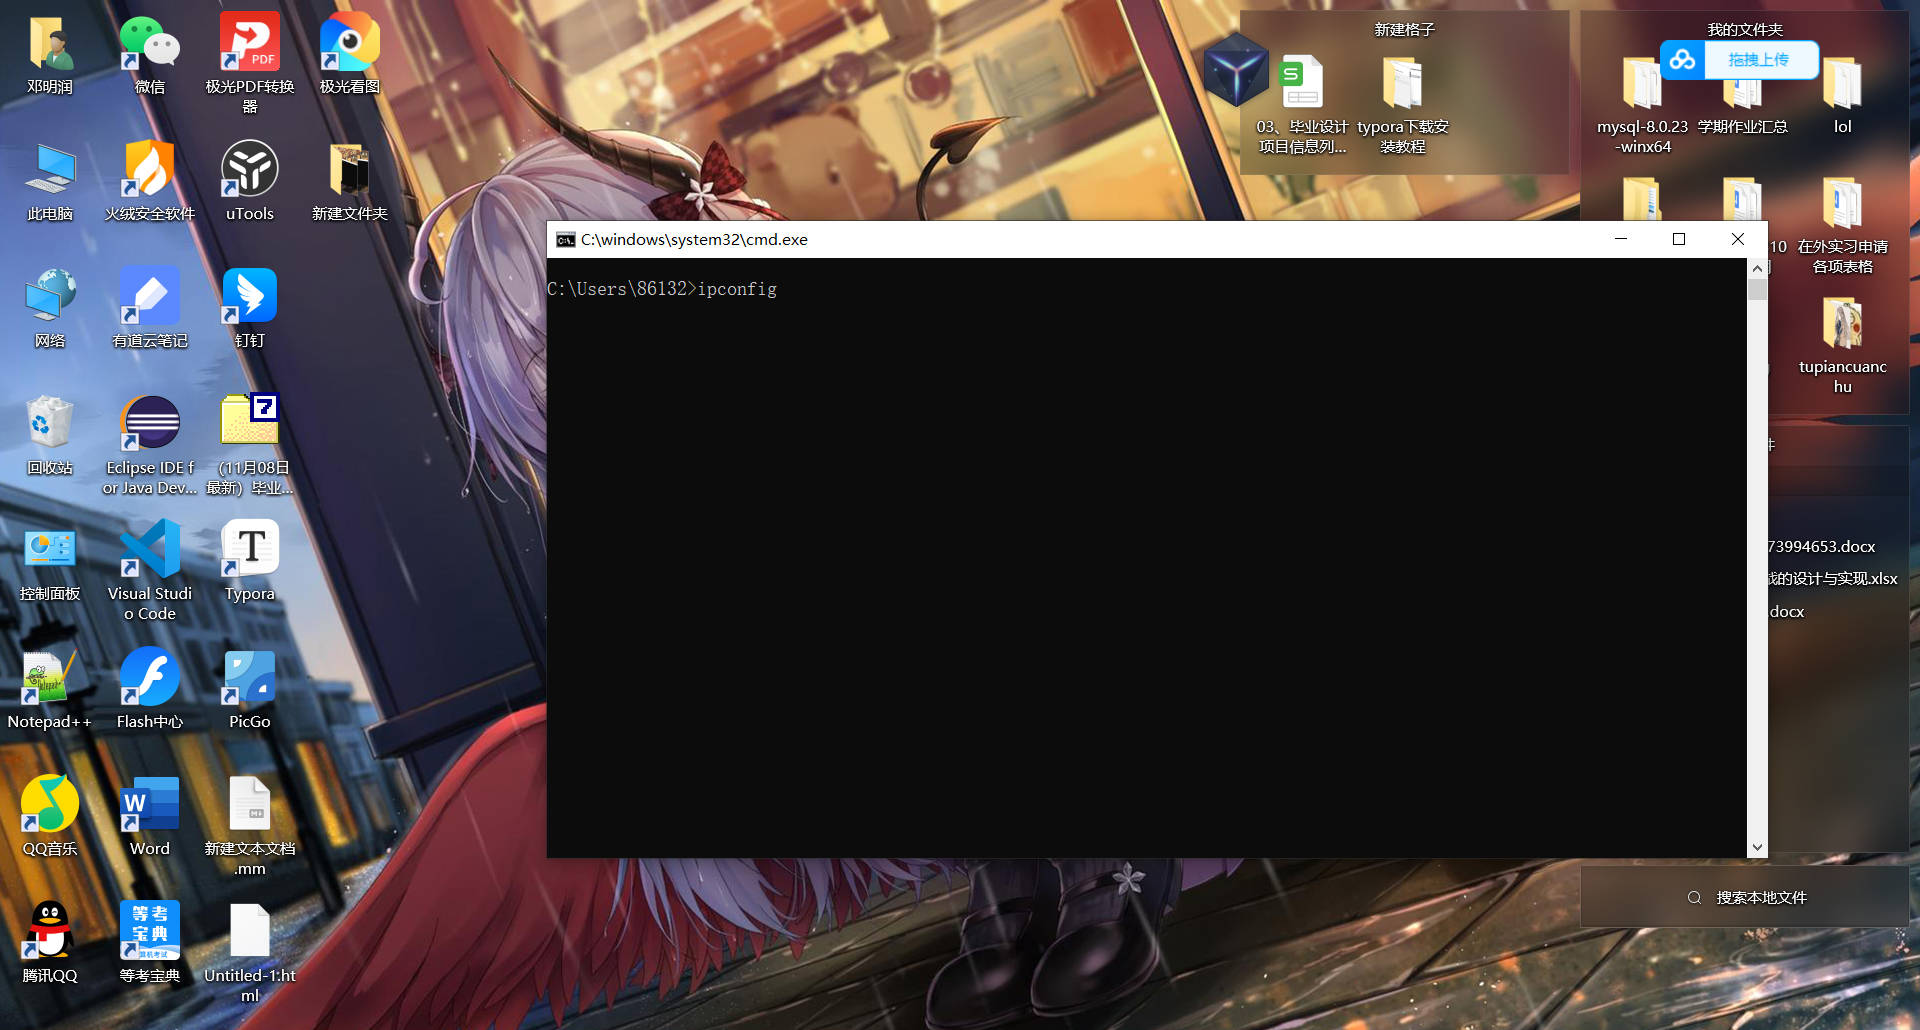 邓明润
微信
极光PDF转换
器
极光看图
此电脑
火绒安全软件
uTools
新建文件夹
网络
有道云笔记
钉钉
回收站
Eclipse IDE f
or Java Dev...
(11月08日
最新）毕业...
控制面板
Visual Studi
o Code
Typora
Notepad++
Flash中心
PicGo
QQ音乐
Word
新建文本文档
.mm
腾讯QQ
等考宝典
Untitled-1.ht
ml
新建格子
03、毕业设计
项目信息列...
typora下载安
装教程
我的文件夹
拖拽上传
mysql-8.0.23
-winx64
学期作业汇总
lol
10
在外实习申请
各项表格
tupiancuanc
hu
C:\windows\system32\cmd.exe
C:\Users\86132>ipconfig
件
73994653.docx
的设计与实现.xlsx
.docx
搜索本地文件